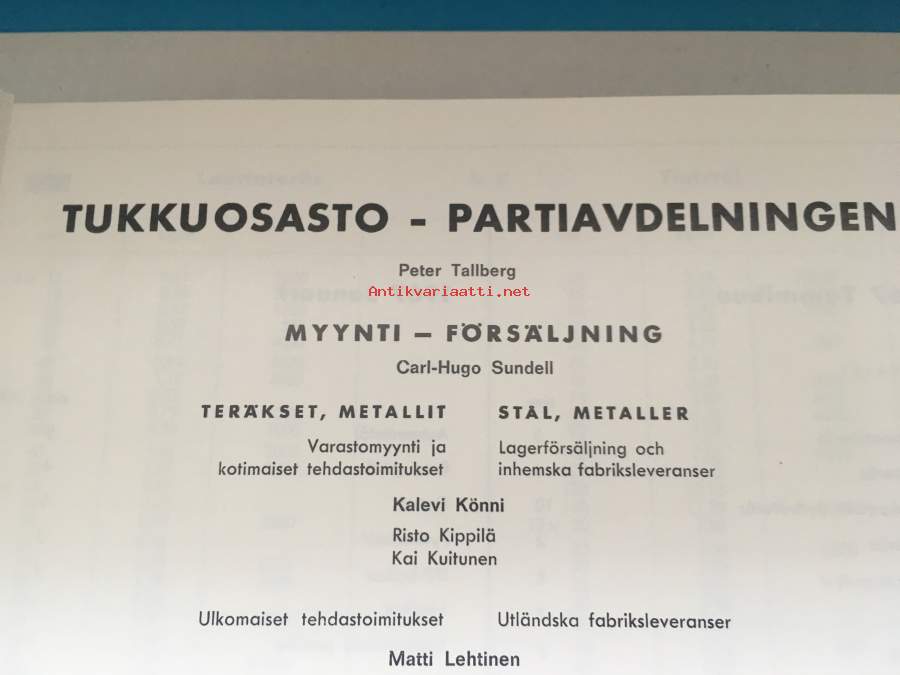 TUKKUOSASTO - PARTIAVDELNINGEN
Peter Tallberg
Antikvariaatti.net
MYYNTI – FÖRSÄLJNING
Carl-Hugo Sundell
TERÄKSET, METALLIT
Varastomyynti ja
kotimaiset tehdastoimitukset
STÅL, METALLER
Lagerförsäljning och
inhemska fabriksleveranser
Kalevi Könni
Risto Kippilä
Kai Kuitunen
Ulkomaiset tehdastoimitukset
Utländska fabriksleveranser
Matti Lehtinen